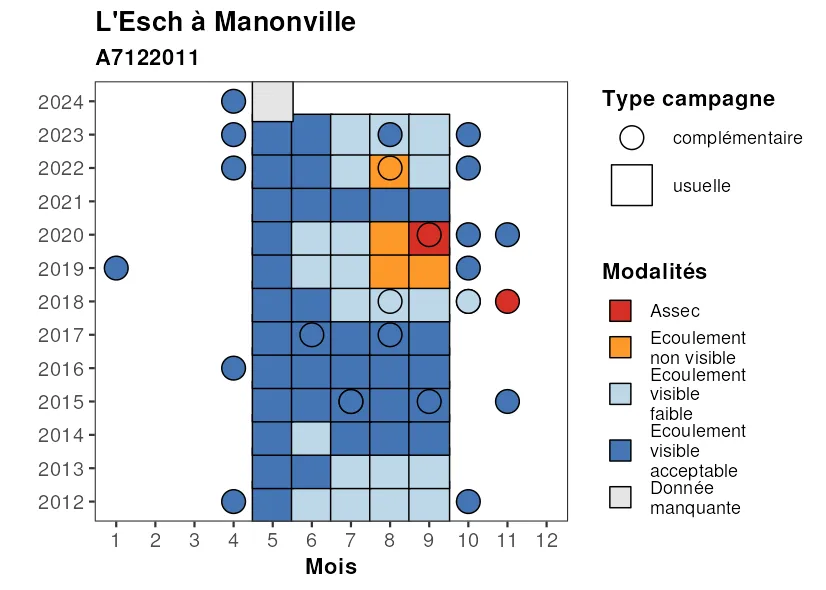 L'Esch à Manonville
A7122011
2024
2023
2022
2021
2020
2019
2018
2017
2016
2015
2014
2013
2012
1 2 3 4 5 6 7 8 9 10 11 12
Mois
Type campagne
complémentaire
usuelle
Modalités
Assec
Ecoulement
non visible
Ecoulement
visible
faible
Ecoulement
visible
acceptable
Donnée
manquante